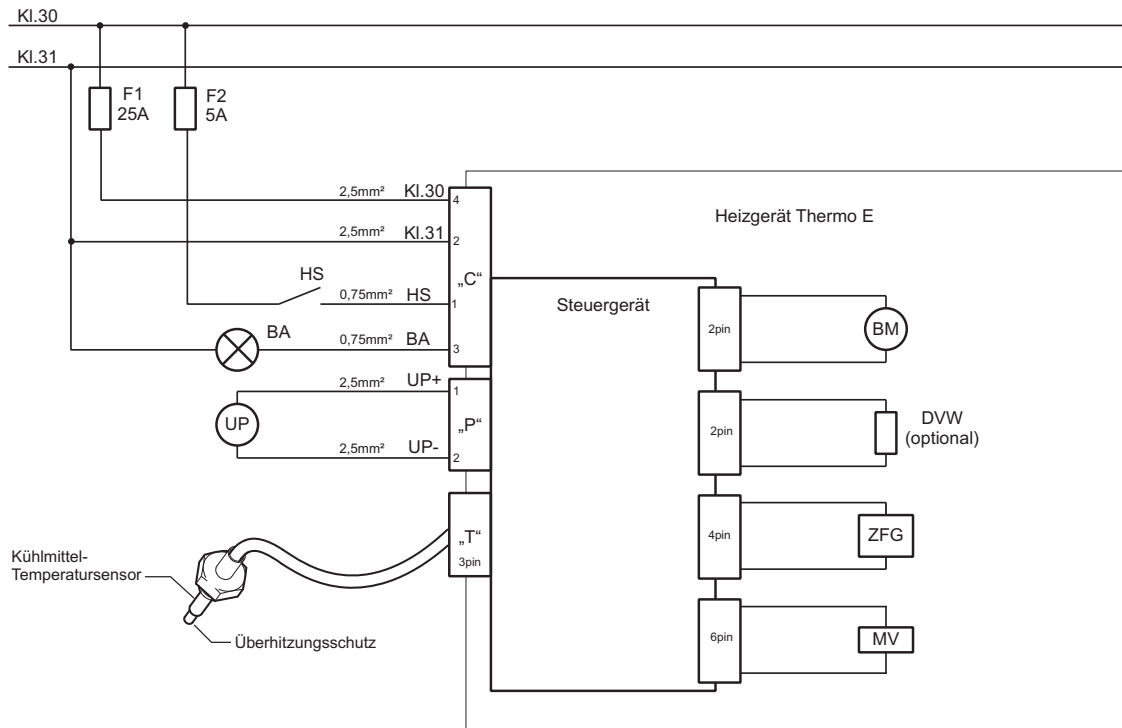 Kl.30
Kl.31
F1
25A
F2
5A
2,5mm² Kl.30
4
2,5mm² Kl.31
2
HS
0,75mm² HS
1
BA
0,75mm² BA
3
„C“
2,5mm² UP+
1
UP
„P“
2,5mm² UP-
2
„T“
3pin
Kühlmittel-
Temperatursensor
Überhitzungsschutz
Heizgerät Thermo E
Steuergerät
2pin
BM
2pin
DVW
(optional)
4pin
ZFG
6pin
MV